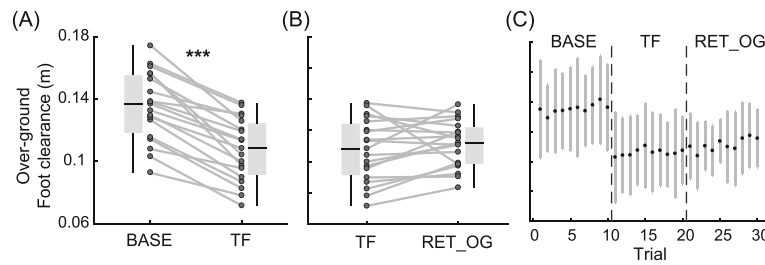 (A)
(B)
(C)
0.18
0.14
0.1
0.06
Over-ground
Foot clearance (m)
***
BASE
TF
TF
RET_OG
BASE
TF
RET_OG
0
5
10
15
20
25
30
Trial